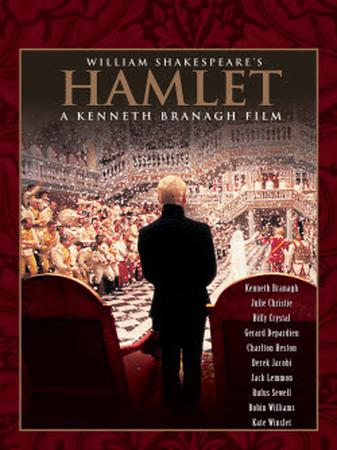 WILLIAM SHAKESPEARE'S
HAMLET
A KENNETH BRANAGH FILM
Kenneth Branagh
Julie Christie
Billy Crystal
Gerard Depardieu
Charlton Heston
Derek Jacobi
Jack Lemmon
Rufus Sewell
Robin Williams
Kate Winslet